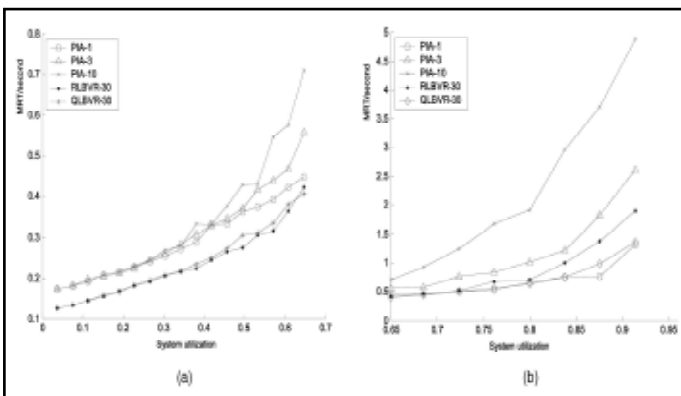 0.8
0.7
0.6
0.5
0.4
0.3
0.2
0.1
MRT/second
PIA-1
PIA-3
PIA-10
RLBVR-30
QLBVR-30
0
0.1
0.2
0.3
0.4
0.5
0.6
0.7
System utilization
(a)
5
4.5
4
3.5
3
2.5
2
1.5
1
0.5
0
MRT/second
PIA-1
PIA-3
PIA-10
RLBVR-30
QLBVR-30
0.65
0.7
0.75
0.8
0.85
0.9
0.95
System utilization
(b)